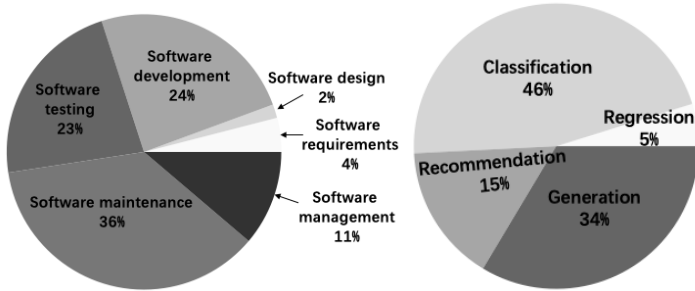 Software
development
24%
Software design
2%
Software
testing
23%
Software
requirements
4%
Software maintenance
36%
Software
management
11%
Classification
46%
Regression
5%
Recommendation
15%
Generation
34%